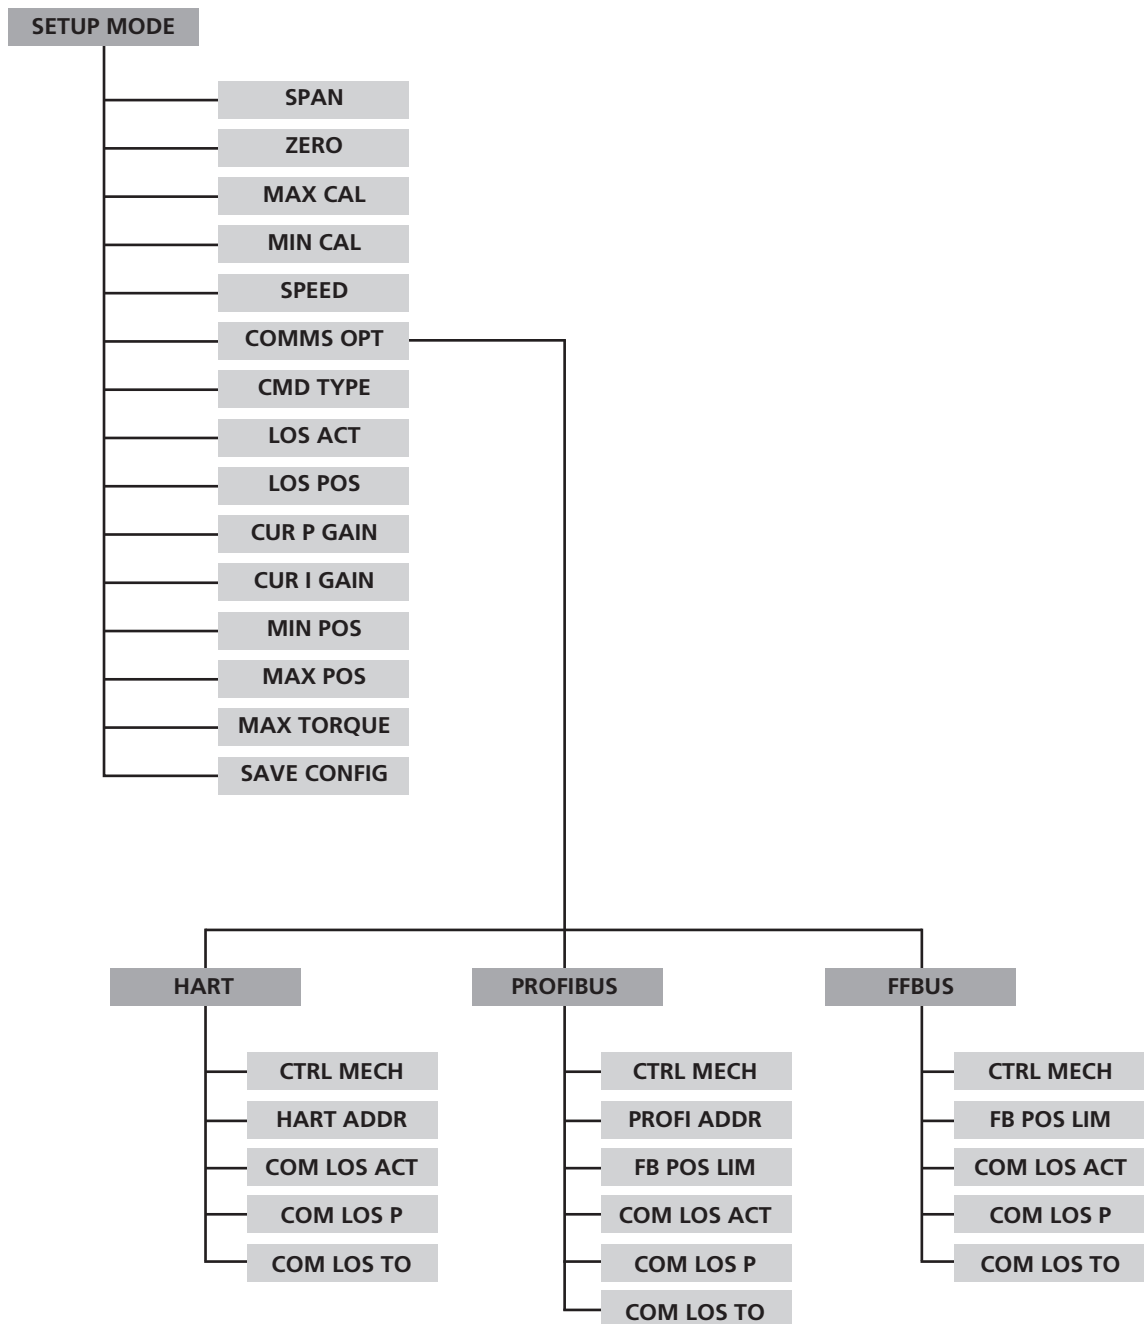 SETUP MODE
SPAN
ZERO
MAX CAL
MIN CAL
SPEED
COMMS OPT
CMD TYPE
LOS ACT
LOS POS
CUR P GAIN
CUR I GAIN
MIN POS
MAX POS
MAX TORQUE
SAVE CONFIG
HART
CTRL MECH
HART ADDR
COM LOS ACT
COM LOS P
COM LOS TO
PROFIBUS
CTRL MECH
PROFI ADDR
FB POS LIM
COM LOS ACT
COM LOS P
COM LOS TO
FFBUS
CTRL MECH
FB POS LIM
COM LOS ACT
COM LOS P
COM LOS TO